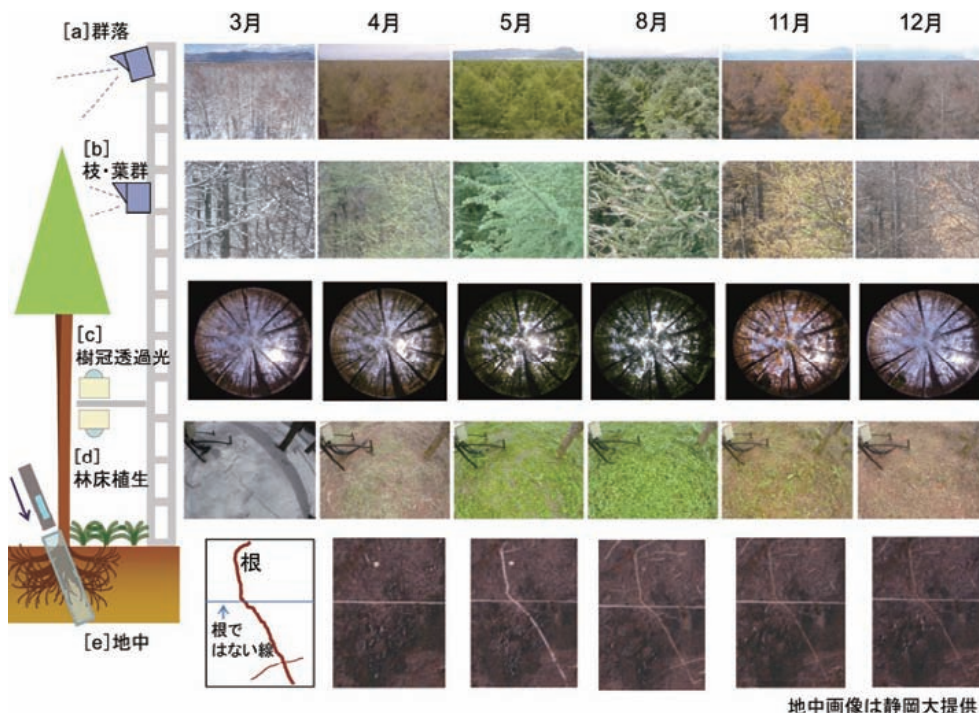 3月 4月 5月 8月 11月 12月
[a]群落
[b]
枝・葉群
[c]
樹冠透過光
[d]
林床植生
[e]地中
根
根で
はない線
地中画像は静岡大提供